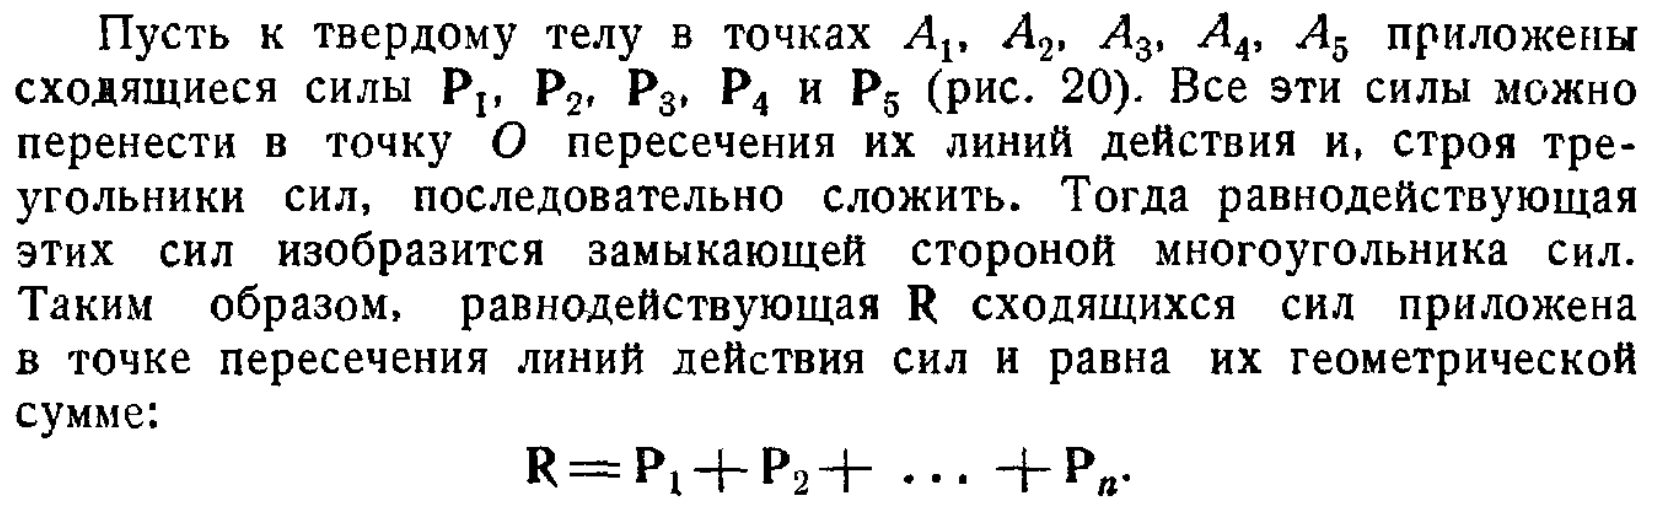 Пусть к твердому телу в точках A₁, A₂, A₃, A₄, A₅ приложены
сходящиеся силы P₁, P₂, P₃, P₄ и P₅ (рис. 20). Все эти силы можно
перенести в точку O пересечения их линий действия и, строя тре-
угольники сил, последовательно сложить. Тогда равнодействующая
этих сил изобразится замыкающей стороной многоугольника сил.
Таким образом, равнодействующая R сходящихся сил приложена
в точке пересечения линий действия сил и равна их геометрической
сумме:
R = P₁ + P₂ + ... + Pₙ.